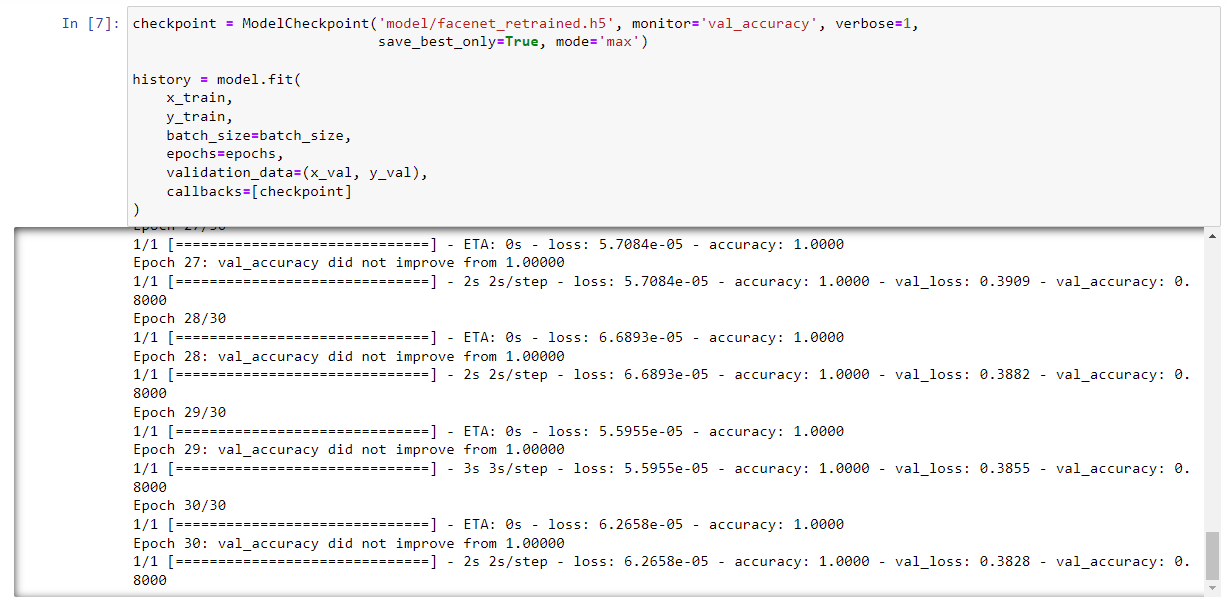 In [7]: checkpoint = ModelCheckpoint('model/facenet_retrained.h5', monitor='val_accuracy', verbose=1,
save_best_only=True, mode='max')
history = model.fit(
x_train,
y_train,
batch_size=batch_size,
epochs=epochs,
validation_data=(x_val, y_val),
callbacks=[checkpoint]
)
Epoch 27/30
1/1 [==============================] - ETA: 0s - loss: 5.7084e-05 - accuracy: 1.0000
Epoch 27: val_accuracy did not improve from 1.00000
1/1 [==============================] - 2s 2s/step - loss: 5.7084e-05 - accuracy: 1.0000 - val_loss: 0.3909 - val_accuracy: 0.
8000
Epoch 28/30
1/1 [==============================] - ETA: 0s - loss: 6.6893e-05 - accuracy: 1.0000
Epoch 28: val_accuracy did not improve from 1.00000
1/1 [==============================] - 2s 2s/step - loss: 6.6893e-05 - accuracy: 1.0000 - val_loss: 0.3882 - val_accuracy: 0.
8000
Epoch 29/30
1/1 [==============================] - ETA: 0s - loss: 5.5955e-05 - accuracy: 1.0000
Epoch 29: val_accuracy did not improve from 1.00000
1/1 [==============================] - 3s 3s/step - loss: 5.5955e-05 - accuracy: 1.0000 - val_loss: 0.3855 - val_accuracy: 0.
8000
Epoch 30/30
1/1 [==============================] - ETA: 0s - loss: 6.2658e-05 - accuracy: 1.0000
Epoch 30: val_accuracy did not improve from 1.00000
1/1 [==============================] - 2s 2s/step - loss: 6.2658e-05 - accuracy: 1.0000 - val_loss: 0.3828 - val_accuracy: 0.
8000